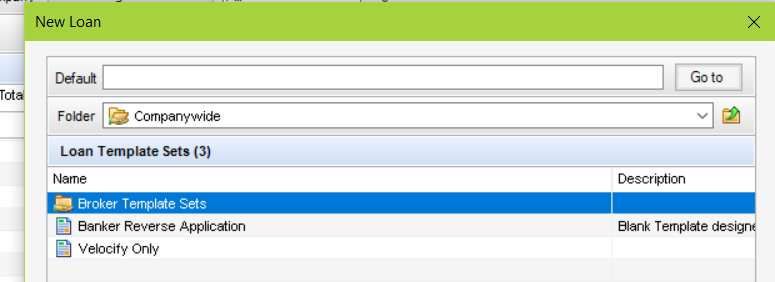 New Loan
Default Go to
Total
Folder Companywide
Loan Template Sets (3)
Name Description
Broker Template Sets
Banker Reverse Application Blank Template designe
Velocify Only